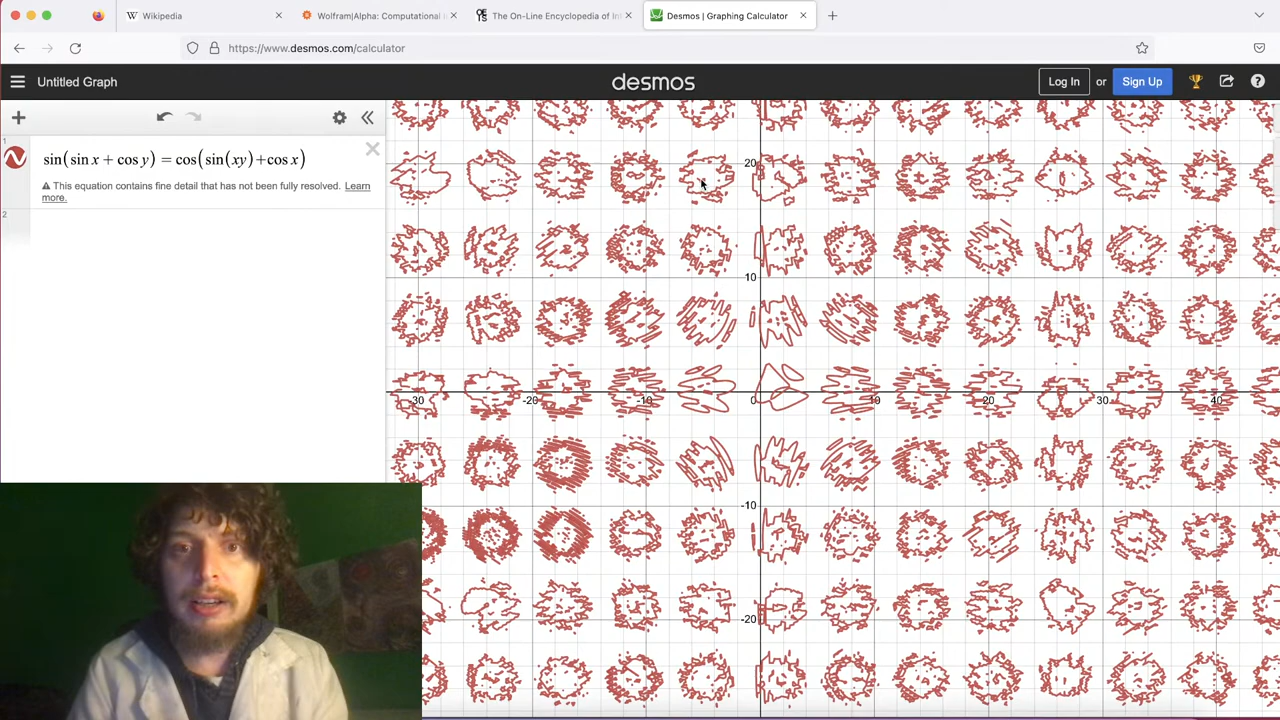 Wikipedia
Wolfram|Alpha: Computational I
The On-Line Encyclopedia of In
Desmos | Graphing Calculator
https://www.desmos.com/calculator
Untitled Graph
desmos
Log In or Sign Up
1
sin(sin x + cos y) = cos(sin(xy)+cos x)
This equation contains fine detail that has not been fully resolved. Learn
more.
2
20
10
-30 -20 -10 0 10 20 30 40
-10
-20